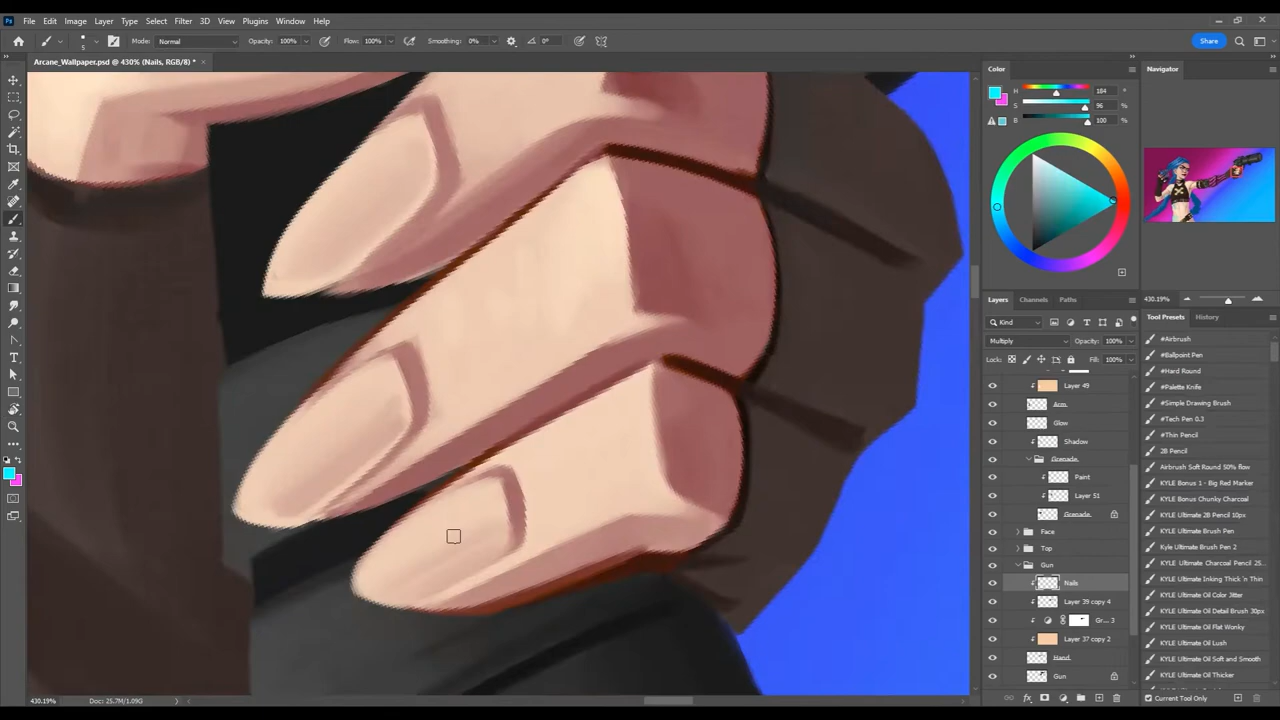 File Edit Image Layer Type Select Filter 3D View Plugins Window Help
5 Mode: Normal Opacity: 100% Flow: 100% Smoothing: 0% 0° Share
Arcane_Wallpaper.psd @ 430% (Nails, RGB/8) *
Color
H 184 °
S 96 %
B 100 %
Navigator
430.19%
Layers Channels Paths
Kind
Multiply Opacity: 100%
Lock: Fill: 100%
Layer 49
Arm
Glow
Shadow
Grenade
Paint
Layer 51
Grenade
Face
Top
Gun
Nails
Layer 39 copy 4
Gr... 3
Layer 37 copy 2
Hand
Gun
Tool Presets History
#Airbrush
#Ballpoint Pen
#Hard Round
#Palette Knife
#Simple Drawing Brush
#Tech Pen 0.3
#Thin Pencil
2B Pencil
Airbrush Soft Round 50% flow
KYLE Bonus 1 - Big Red Marker
KYLE Bonus Chunky Charcoal
KYLE Ultimate 2B Pencil 10px
KYLE Ultimate Brush Pen
Kyle Ultimate Brush Pen 2
KYLE Ultimate Charcoal Pencil 25...
KYLE Ultimate Inking Thick 'n Thin
KYLE Ultimate Oil Color Jitter
KYLE Ultimate Oil Detail Brush 30px
KYLE Ultimate Oil Flat Wonky
KYLE Ultimate Oil Lush
KYLE Ultimate Oil Soft and Smooth
KYLE Ultimate Oil Thicker
Current Tool Only
430.19% Doc: 25.7M/1.09G